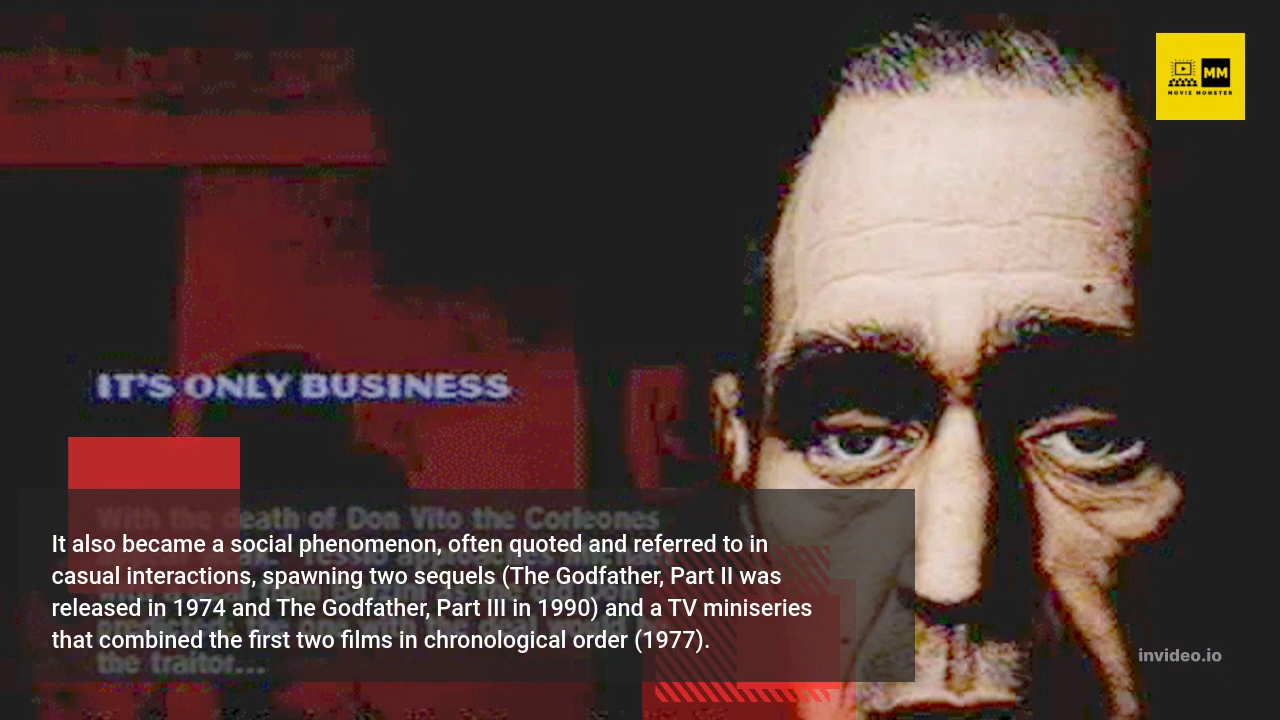 MM
MOVIE MONSTER
IT'S ONLY BUSINESS
With the death of Don Vito the Corleones
It also became a social phenomenon, often quoted and referred to in
casual interactions, spawning two sequels (The Godfather, Part II was
released in 1974 and The Godfather, Part III in 1990) and a TV miniseries
that combined the first two films in chronological order (1977).
the traitor...
invideo.io